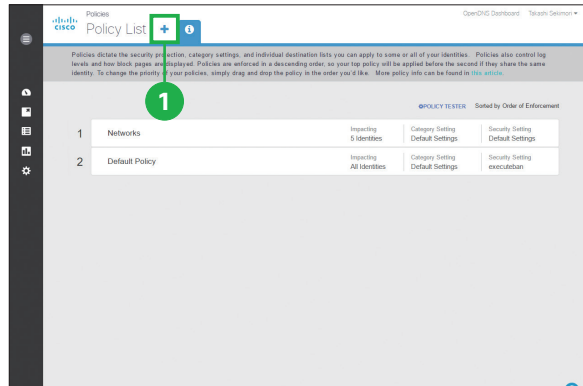 Policies
OpenDNS Dashboard Takashi Sekimon
CISCO
Policy List +
Policies dictate the security protection, category settings, and individual destination lists you can apply to some or all of your identities. Policies also control log
levels and how block pages are displayed. Policies are enforced in a descending order, so your top policy will be applied before the second if they share the same
identity. To change the priority of your policies, simply drag and drop the policy in the order you'd like. More policy info can be found in this article.
1
POLICY TESTER Sorted by Order of Enforcement
1 Networks Impacting Category Setting Security Setting
5 Identities Default Settings Default Settings
2 Default Policy Impacting Category Setting Security Setting
All Identities Default Settings executeban